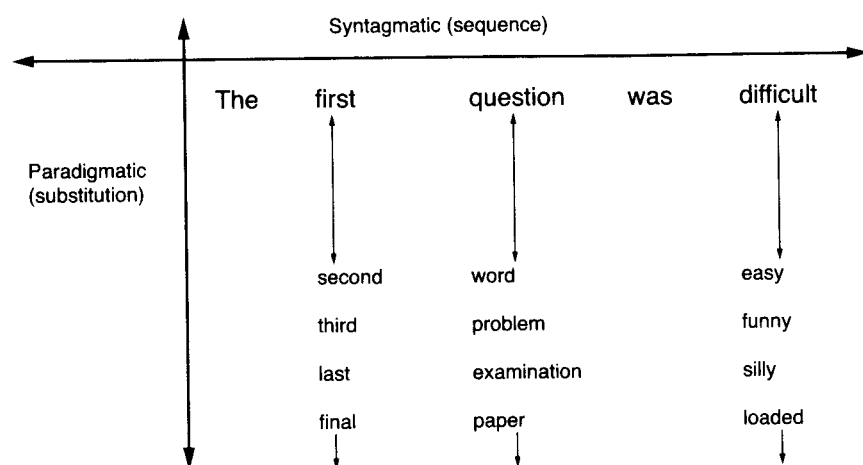 Syntagmatic (sequence)
The first question was difficult
Paradigmatic
(substitution)
second word easy
third problem funny
last examination silly
final paper loaded